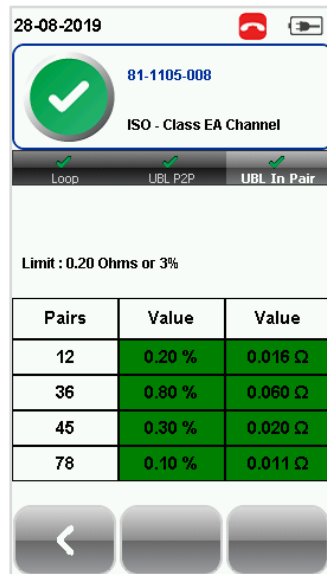 28-08-2019
81-1105-008
ISO - Class EA Channel
Loop UBL P2P UBL In Pair
Limit : 0.20 Ohms or 3%
Pairs Value Value
12 0.20 % 0.016 Ω
36 0.80 % 0.060 Ω
45 0.30 % 0.020 Ω
78 0.10 % 0.011 Ω